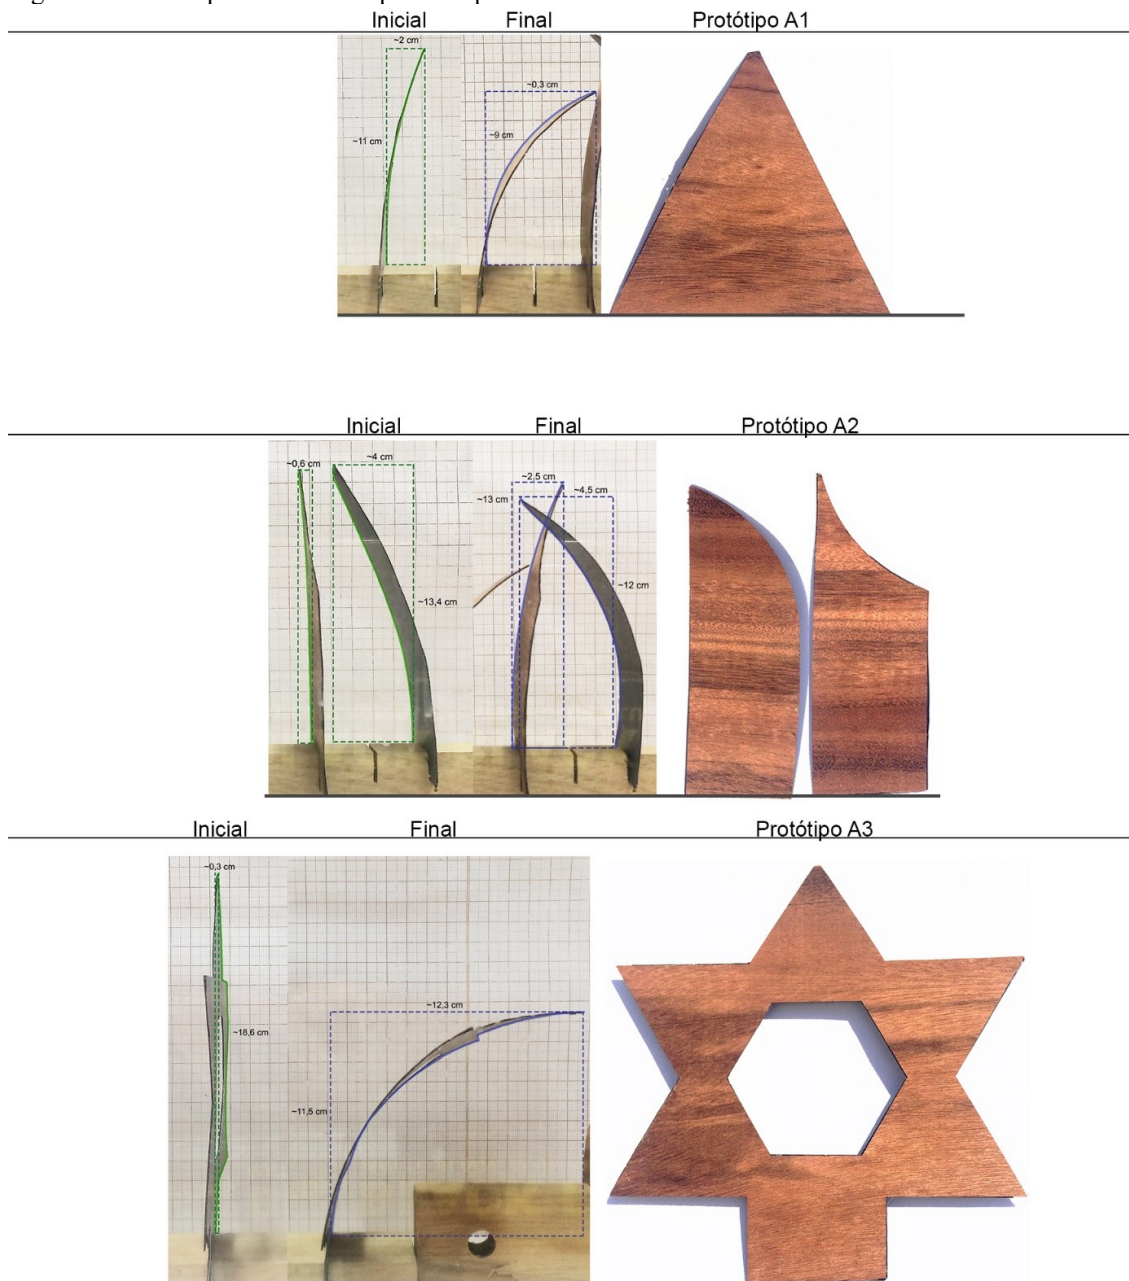 Inicial Final Protótipo A1
~2 cm
~0,3 cm
~11 cm
~9 cm
Inicial Final Protótipo A2
~0,6 cm
~4 cm
~2,5 cm
~4,5 cm
~13 cm
~12 cm
~13,4 cm
Inicial Final Protótipo A3
~0,3 cm
~12,3 cm
~18,6 cm
~11,5 cm